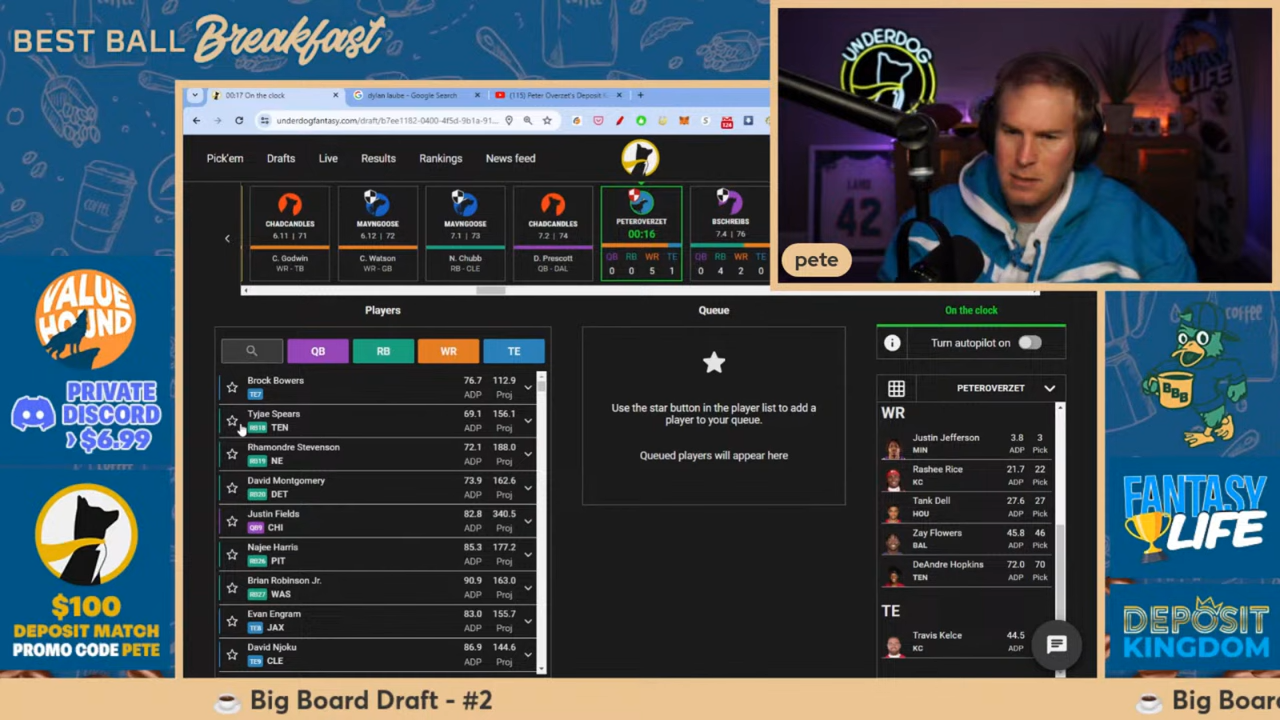 BEST BALL Breakfast
UNDERDOG
LAMB
42
pete
00:17 On the clock
dylan laube - Google Search
(115) Peter Overzet's Deposit K
underdogfantasy.com/draft/b7ee1182-0400-4f5d-9b1a-91...
Pick'em
Drafts
Live
Results
Rankings
News feed
CHADCANDLES
6.11 | 71
C. Godwin
WR - TB
MAVNGOOSE
6.12 | 72
C. Watson
WR - GB
MAVNGOOSE
7.1 | 73
N. Chubb
RB - CLE
CHADCANDLES
7.2 | 74
D. Prescott
QB - DAL
PETEROVERZET
00:16
QB RB WR TE
0 0 5 1
BSCHREIBS
7.4 | 76
QB RB WR TE
0 4 2 0
Players
Queue
On the clock
QB
RB
WR
TE
Brock Bowers 76.7 112.9
TE7 ADP Proj
Tyjae Spears 69.1 156.1
RB18 TEN ADP Proj
Rhamondre Stevenson 72.1 188.0
RB19 NE ADP Proj
David Montgomery 73.9 162.6
RB20 DET ADP Proj
Justin Fields 82.8 340.5
QB9 CHI ADP Proj
Najee Harris 85.3 177.2
RB26 PIT ADP Proj
Brian Robinson Jr. 90.9 163.0
RB27 WAS ADP Proj
Evan Engram 83.0 155.7
TE8 JAX ADP Proj
David Njoku 86.9 144.6
TE9 CLE ADP Proj
Use the star button in the player list to add a
player to your queue.
Queued players will appear here
Turn autopilot on
PETEROVERZET
WR
Justin Jefferson 3.8 3
MIN ADP Pick
Rashee Rice 21.7 22
KC ADP Pick
Tank Dell 27.6 27
HOU ADP Pick
Zay Flowers 45.8 46
BAL ADP Pick
DeAndre Hopkins 72.0 70
TEN ADP Pick
TE
Travis Kelce 44.5
KC ADP
VALUE
HOUND
PRIVATE
DISCORD
> $6.99
$100
DEPOSIT MATCH
PROMO CODE PETE
COFFEE
BBB
FANTASY
LIFE
DEPOSIT
KINGDOM
Big Board Draft - #2
Big Board